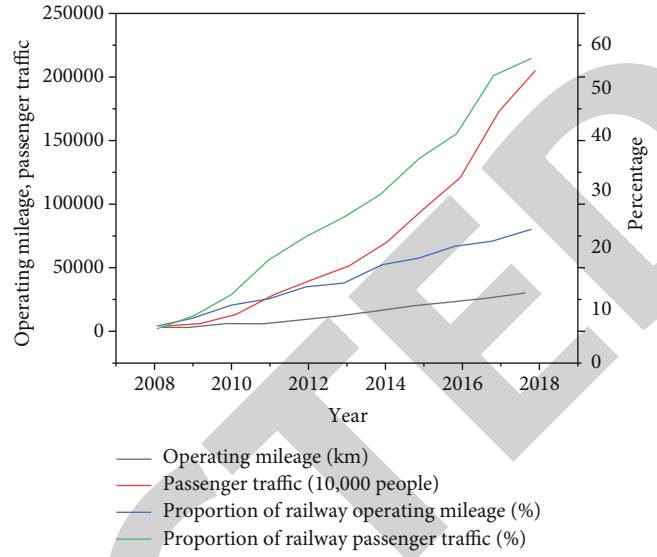 250000
200000
150000
100000
50000
0
Operating mileage, passenger traffic
60
50
40
30
20
10
0
Percentage
2008 2010 2012 2014 2016 2018
Year
Operating mileage (km)
Passenger traffic (10,000 people)
Proportion of railway operating mileage (%)
Proportion of railway passenger traffic (%)